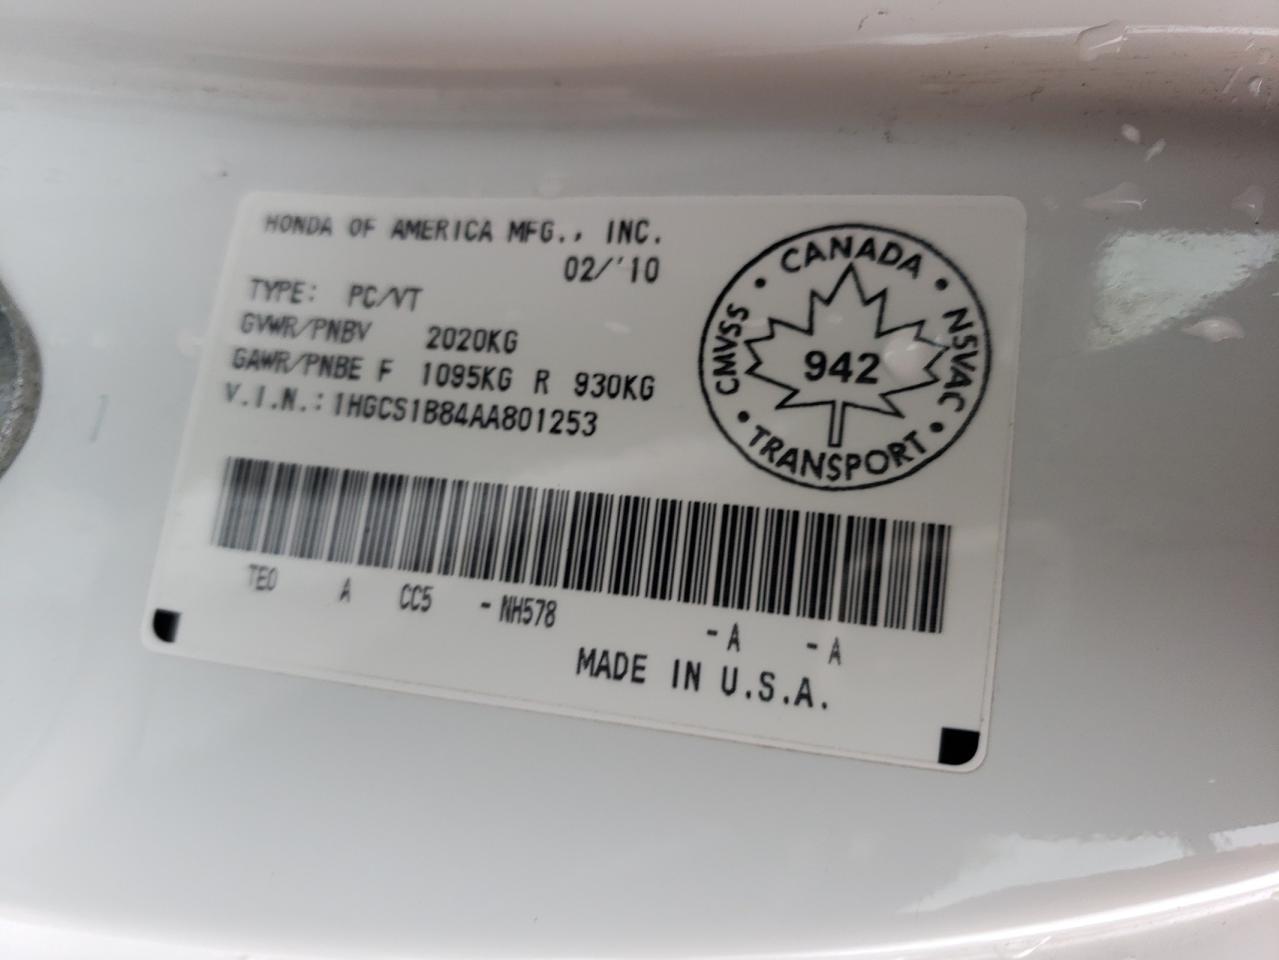 HONDA OF AMERICA MFG., INC.
02/'10
TYPE: PC/VT
GVWR/PNBV 2020KG
GAWR/PNBE F 1095KG R 930KG
V.I.N.: 1HGCS1B84AA801253
CANADA
CMVSS
NSVAC
942
TRANSPORT
TEO A CC5 -NH578 -A -A
MADE IN U.S.A.